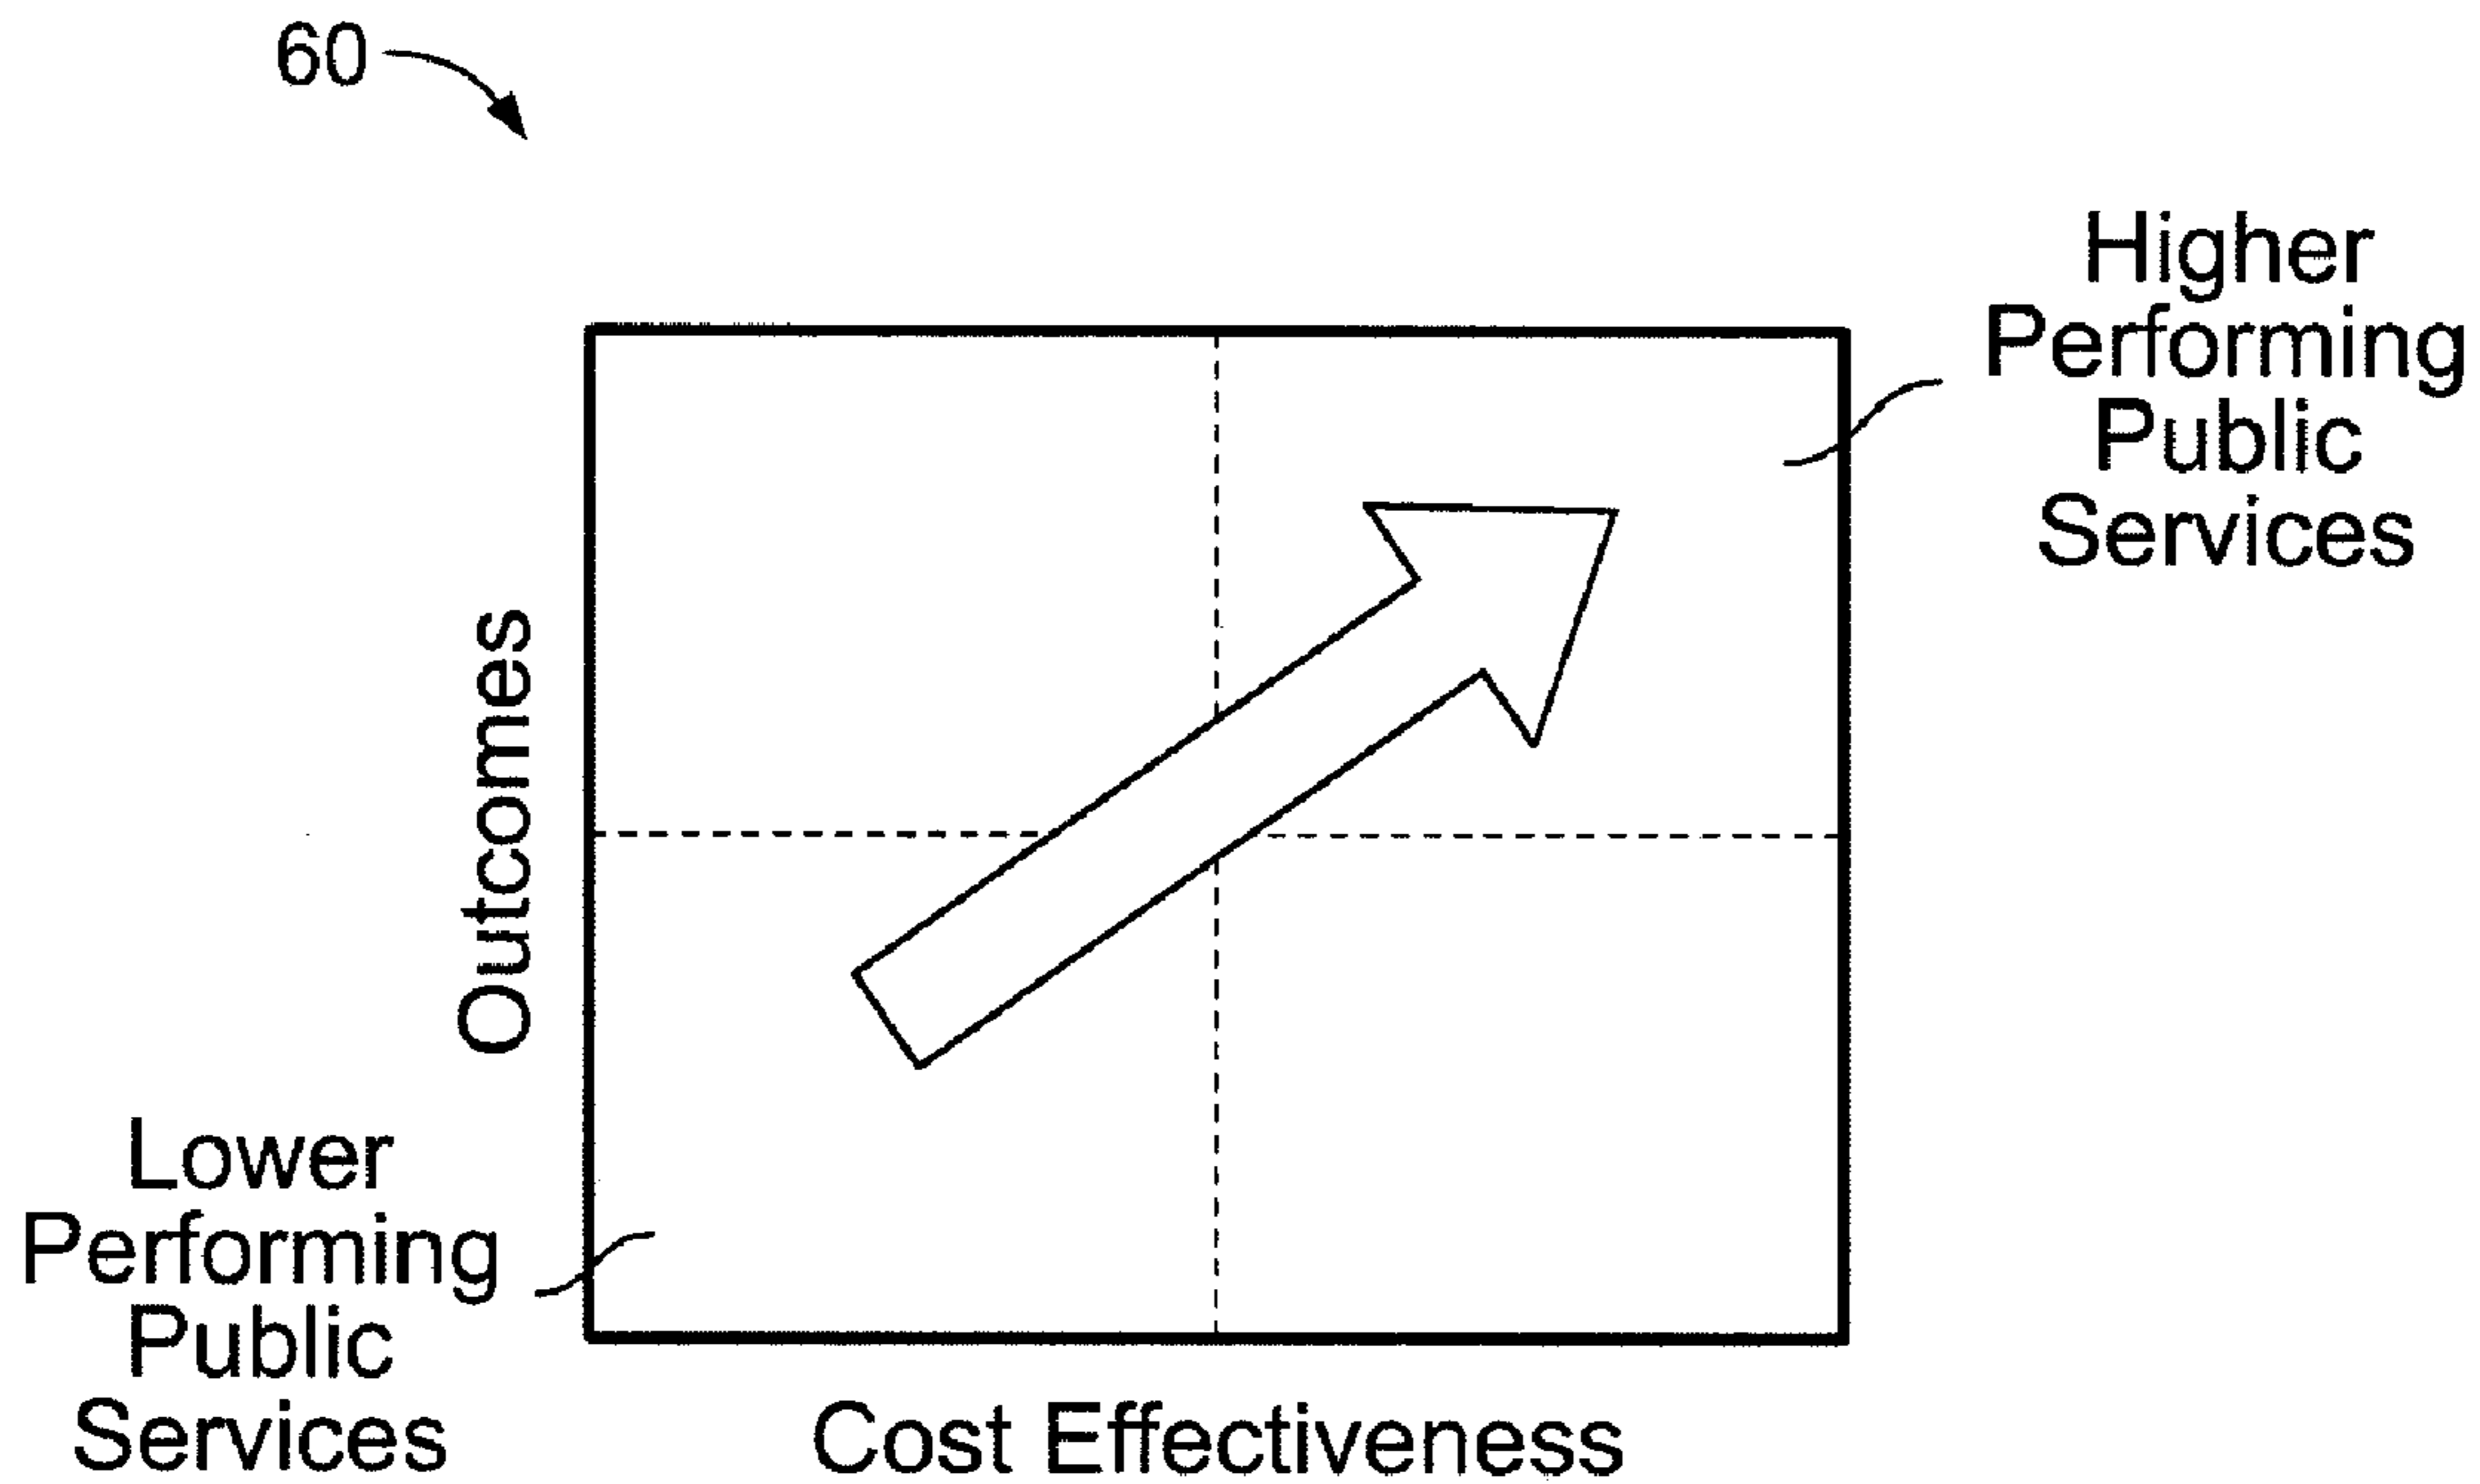 60
Higher
Performing
Public
Services
Outcomes
Lower
Performing
Public
Services
Cost Effectiveness